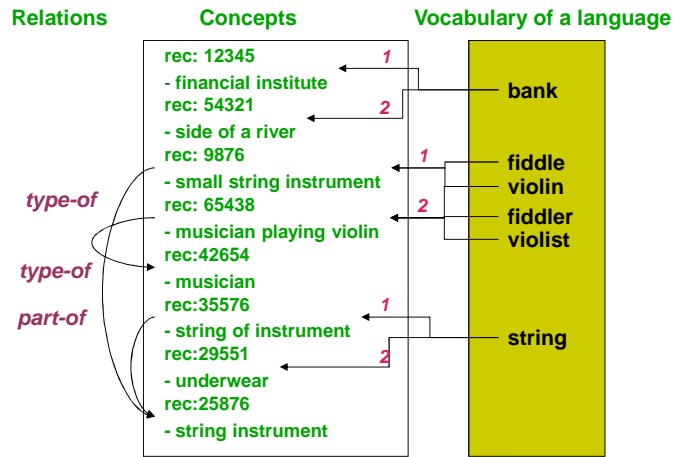 Relations
Concepts
Vocabulary of a language
rec: 12345
- financial institute
rec: 54321
- side of a river
rec: 9876
- small string instrument
rec: 65438
- musician playing violin
rec:42654
- musician
rec:35576
- string of instrument
rec:29551
- underwear
rec:25876
- string instrument
type-of
type-of
part-of
1
2
1
2
1
2
bank
fiddle
violin
fiddler
violist
string